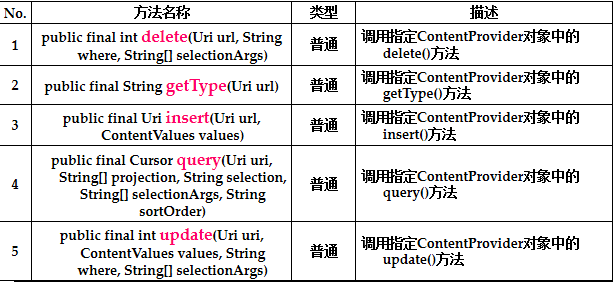 No. 方法名称 类型 描述
1 public final int delete(Uri url, String where, String[] selectionArgs) 普通 调用指定ContentProvider对象中的delete()方法
2 public final String getType(Uri url) 普通 调用指定ContentProvider对象中的getType()方法
3 public final Uri insert(Uri url, ContentValues values) 普通 调用指定ContentProvider对象中的insert()方法
4 public final Cursor query(Uri uri, String[] projection, String selection, String[] selectionArgs, String sortOrder) 普通 调用指定ContentProvider对象中的query()方法
5 public final int update(Uri uri, ContentValues values, String where, String[] selectionArgs) 普通 调用指定ContentProvider对象中的update()方法